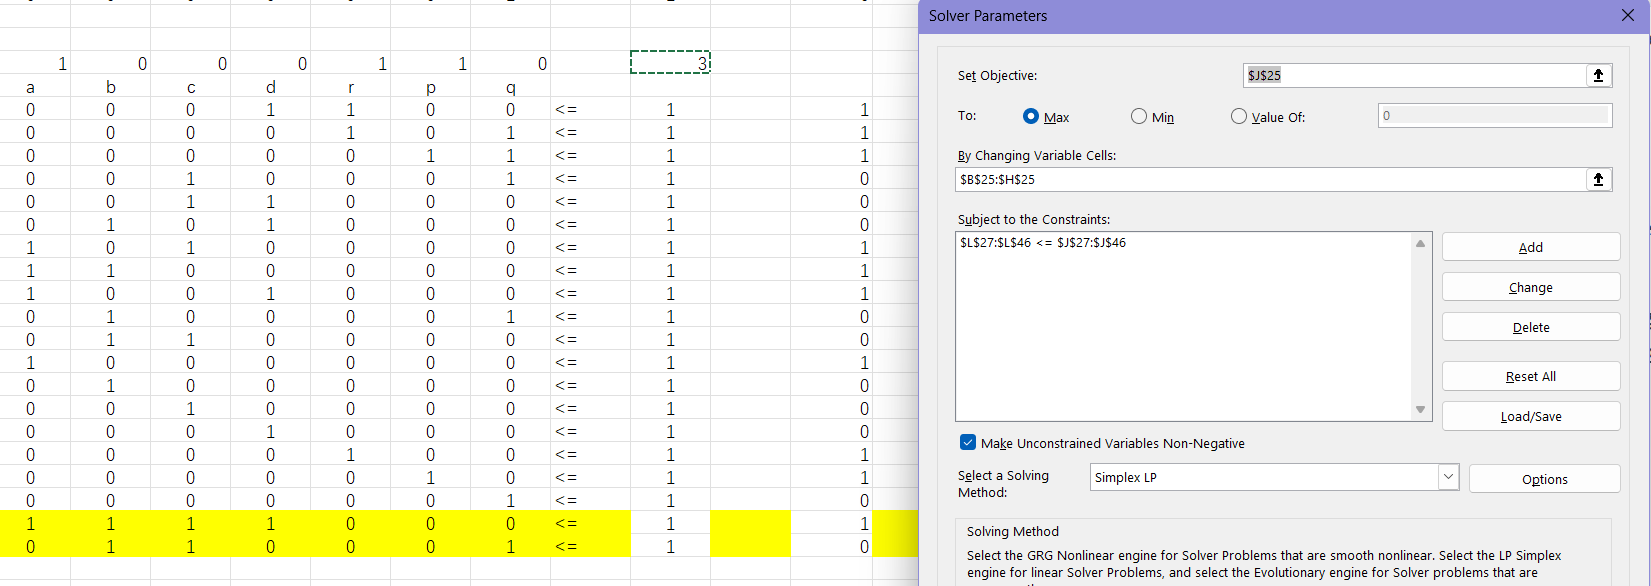 Solver Parameters
1 0 0 0 1 1 0 3
a b c d r p q
0 0 0 1 1 0 0 <= 1 1
0 0 0 0 1 0 1 <= 1 1
0 0 0 0 0 1 1 <= 1 1
0 0 1 0 0 0 1 <= 1 0
0 0 1 1 0 0 0 <= 1 0
0 1 0 1 0 0 0 <= 1 0
1 0 1 0 0 0 0 <= 1 1
1 1 0 0 0 0 0 <= 1 1
1 0 0 1 0 0 0 <= 1 1
0 1 0 0 0 0 1 <= 1 0
0 1 1 0 0 0 0 <= 1 0
1 0 0 0 0 0 0 <= 1 1
0 1 0 0 0 0 0 <= 1 0
0 0 1 0 0 0 0 <= 1 0
0 0 0 1 0 0 0 <= 1 0
0 0 0 0 1 0 0 <= 1 1
0 0 0 0 0 1 0 <= 1 1
0 0 0 0 0 0 1 <= 1 0
1 1 1 1 0 0 0 <= 1 1
0 1 1 0 0 0 1 <= 1 0
Set Objective: $J$25
To: Max Min Value Of: 0
By Changing Variable Cells:
$B$25:$H$25
Subject to the Constraints:
$L$27:$L$46 <= $J$27:$J$46
Add
Change
Delete
Reset All
Load/Save
Make Unconstrained Variables Non-Negative
Select a Solving Method: Simplex LP Options
Solving Method
Select the GRG Nonlinear engine for Solver Problems that are smooth nonlinear. Select the LP Simplex
engine for linear Solver Problems, and select the Evolutionary engine for Solver problems that are